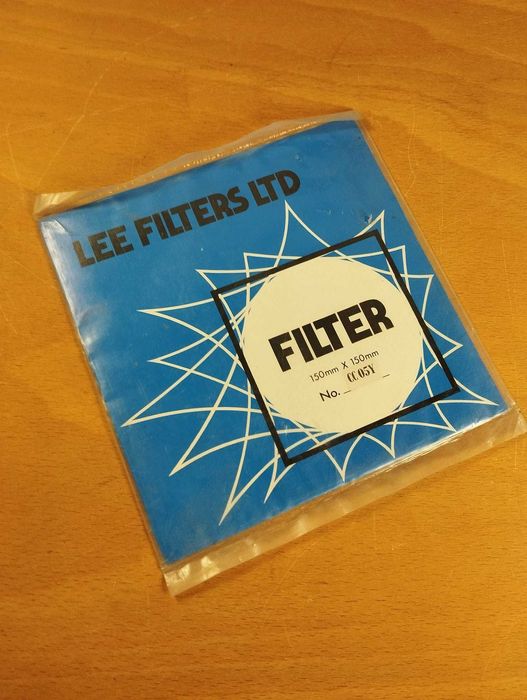 LEE FILTERS LTD
FILTER
150mm X 150mm
No. CC05Y